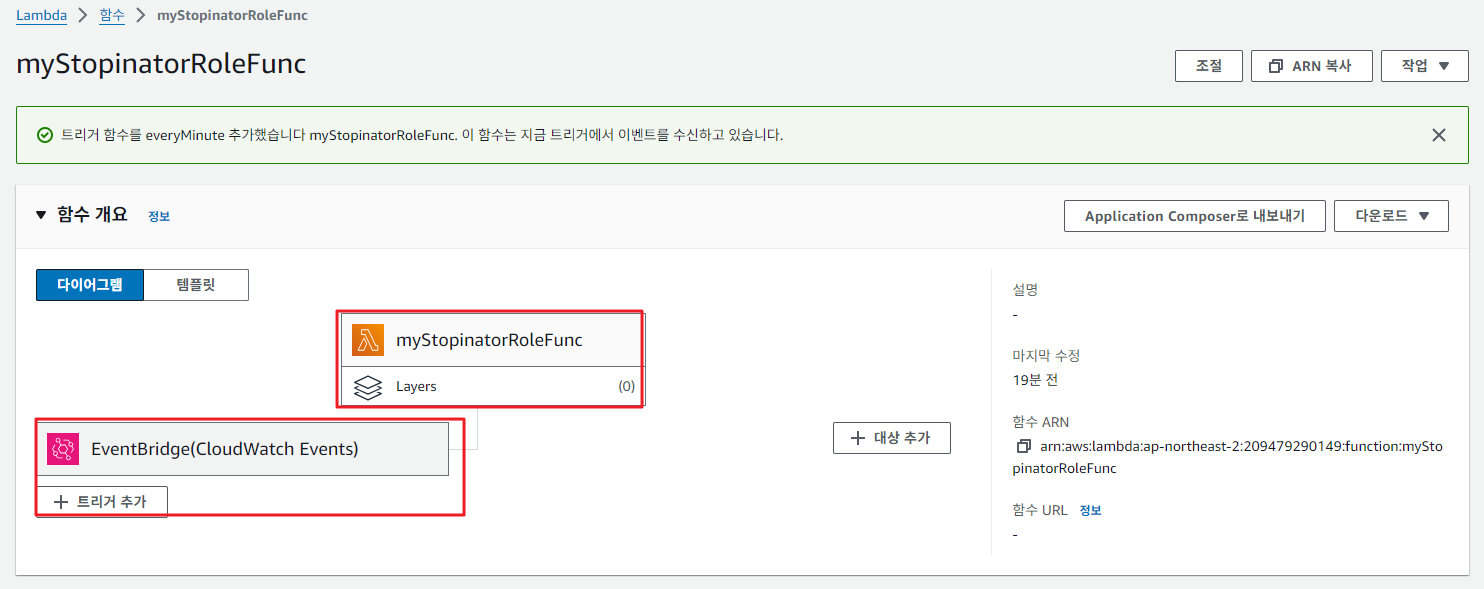 Lambda > 함수 > myStopinatorRoleFunc
myStopinatorRoleFunc
조절
ARN 복사
작업
트리거 함수를 everyMinute 추가했습니다 myStopinatorRoleFunc. 이 함수는 지금 트리거에서 이벤트를 수신하고 있습니다.
함수 개요 정보
Application Composer로 내보내기
다운로드
다이어그램
템플릿
myStopinatorRoleFunc
Layers (0)
EventBridge(CloudWatch Events)
+ 트리거 추가
+ 대상 추가
설명
-
마지막 수정
19분 전
함수 ARN
arn:aws:lambda:ap-northeast-2:209479290149:function:mySto
pinatorRoleFunc
함수 URL 정보
-